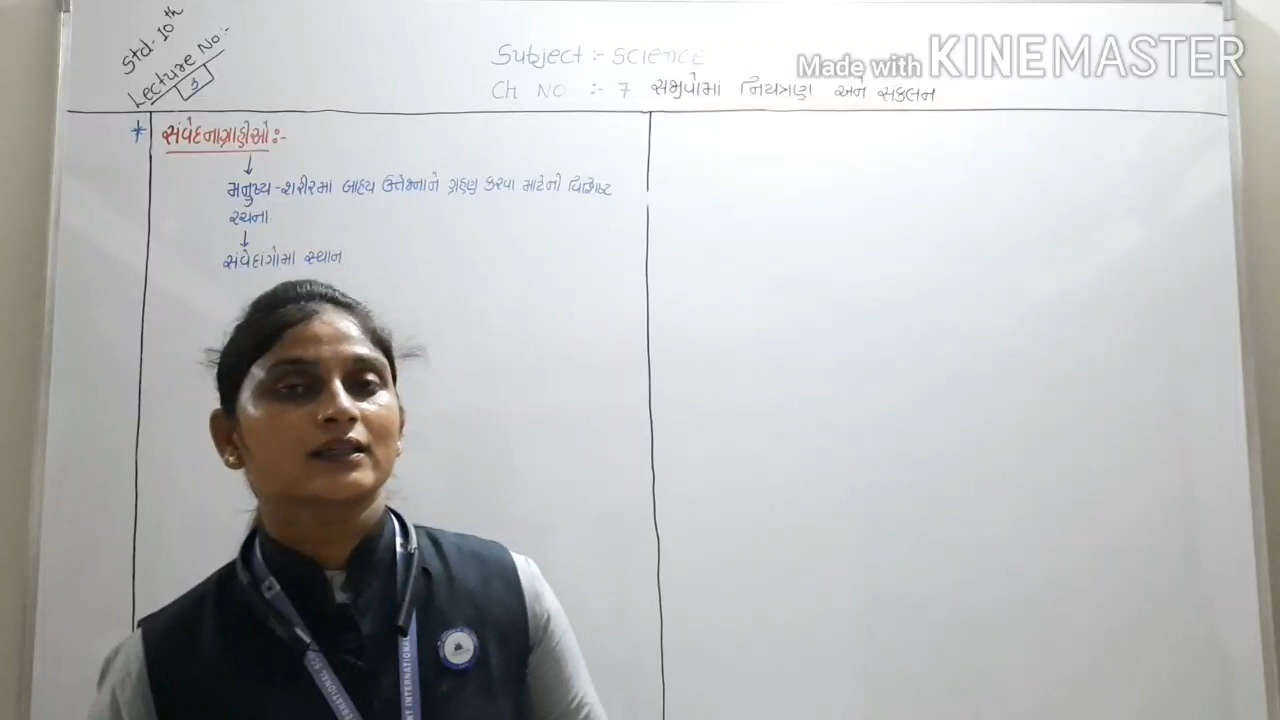 Std-10th
Lecture No:-
3
Subject :- Science
Made with KINEMASTER
Ch No :- 7 સજીવોમાં નિયંત્રણ અને સંકલન
* સંવેદનાગ્રાહીઓ:-
મનુષ્ય-શરીરમાં બાહ્ય ઉત્તેજનાને ગ્રહણ કરવા માટેની વિશિષ્ટ
રચના
સંવેદાંગોમાં સ્થાન